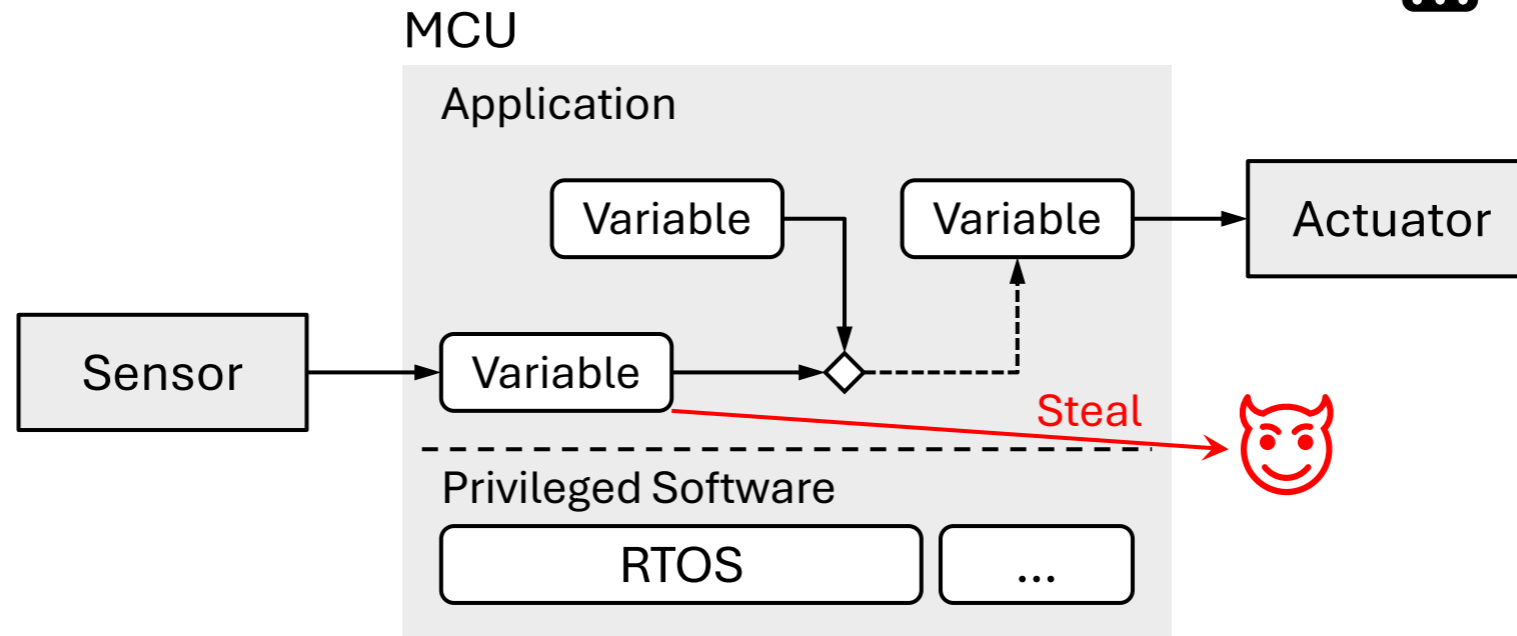 MCU
Application
Variable
Variable
Actuator
Sensor
Variable
Steal
Privileged Software
RTOS
...